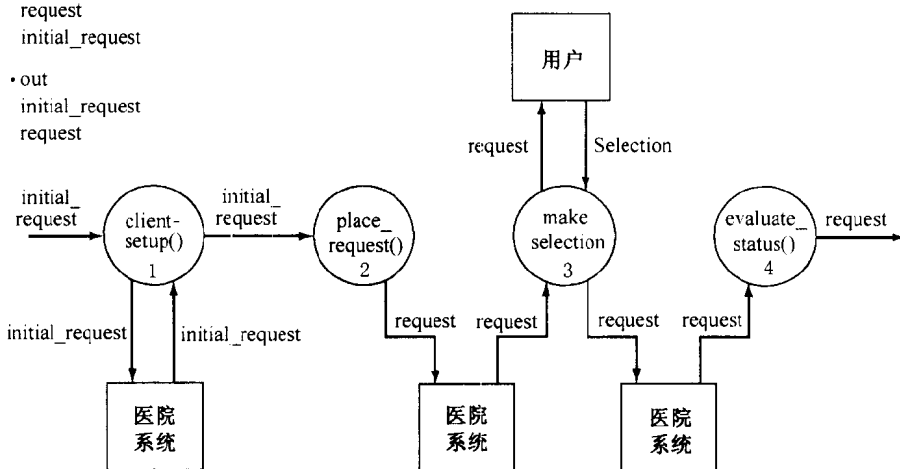 request
initial_request
• out
initial_request
request
用户
request
Selection
initial_
request
client-
setup()
1
initial_
request
place_
request()
2
make
selection
3
evaluate_
status()
4
request
initial_request
initial_request
request
request
request
request
医院
系统
医院
系统
医院
系统